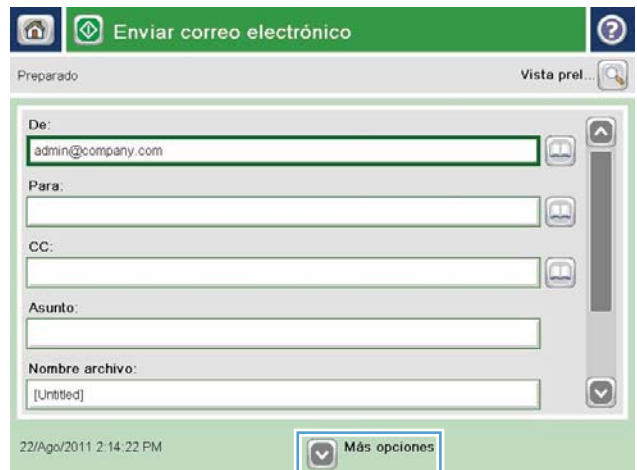 Enviar correo electrónico
?
Preparado Vista prel...
De:
admin@company.com
Para:
CC:
Asunto:
Nombre archivo:
[Untitled]
22/Ago/2011 2:14:22 PM Más opciones